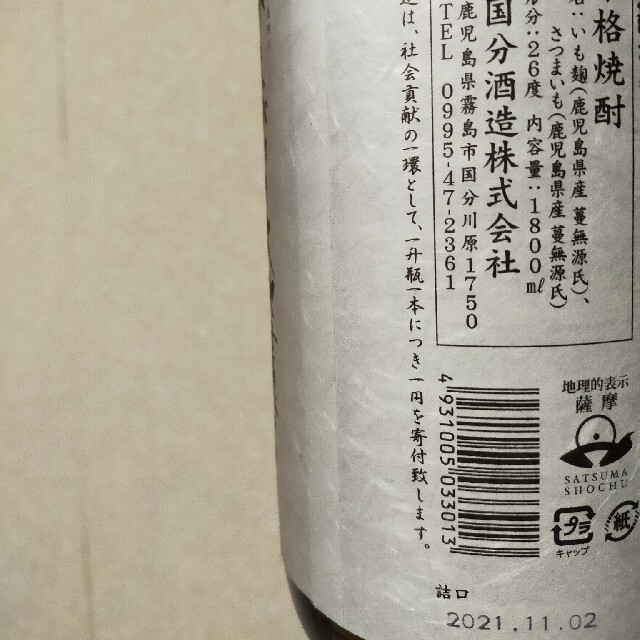 本格焼酎
名:いも麹(鹿児島県産 蔓無源氏)、
さつまいも(鹿児島県産 蔓無源氏)
分:26度 内容量:1800㎖
国分酒造株式会社
鹿児島県霧島市国分川原1750
TEL 0995-47-2361
は、社会貢献の一環として、一升瓶一本につき一円を寄付致します。
4931005033013
地理的表示
薩摩
SATSUMA
SHOCHU
プラ
キャップ
紙
詰口
2021.11.02